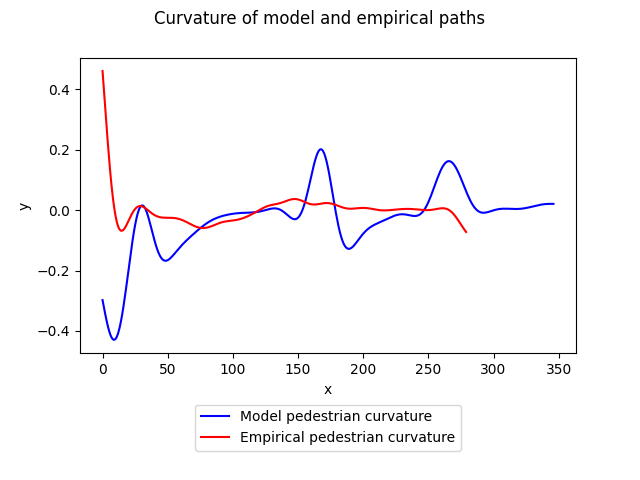 Curvature of model and empirical paths
0.4
0.2
0.0
−0.2
−0.4
y
0 50 100 150 200 250 300 350
x
Model pedestrian curvature
Empirical pedestrian curvature